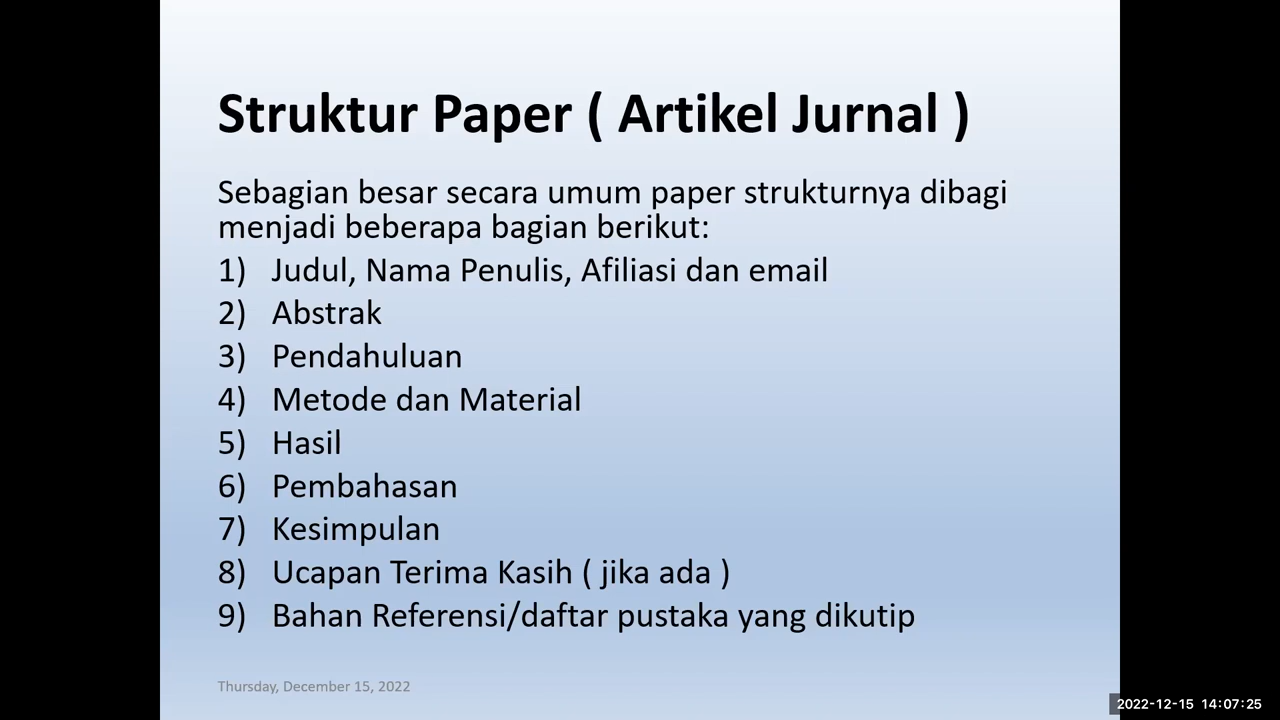 Struktur Paper ( Artikel Jurnal )
Sebagian besar secara umum paper strukturnya dibagi
menjadi beberapa bagian berikut:
1) Judul, Nama Penulis, Afiliasi dan email
2) Abstrak
3) Pendahuluan
4) Metode dan Material
5) Hasil
6) Pembahasan
7) Kesimpulan
8) Ucapan Terima Kasih ( jika ada )
9) Bahan Referensi/daftar pustaka yang dikutip
Thursday, December 15, 2022
2022-12-15 14:07:25